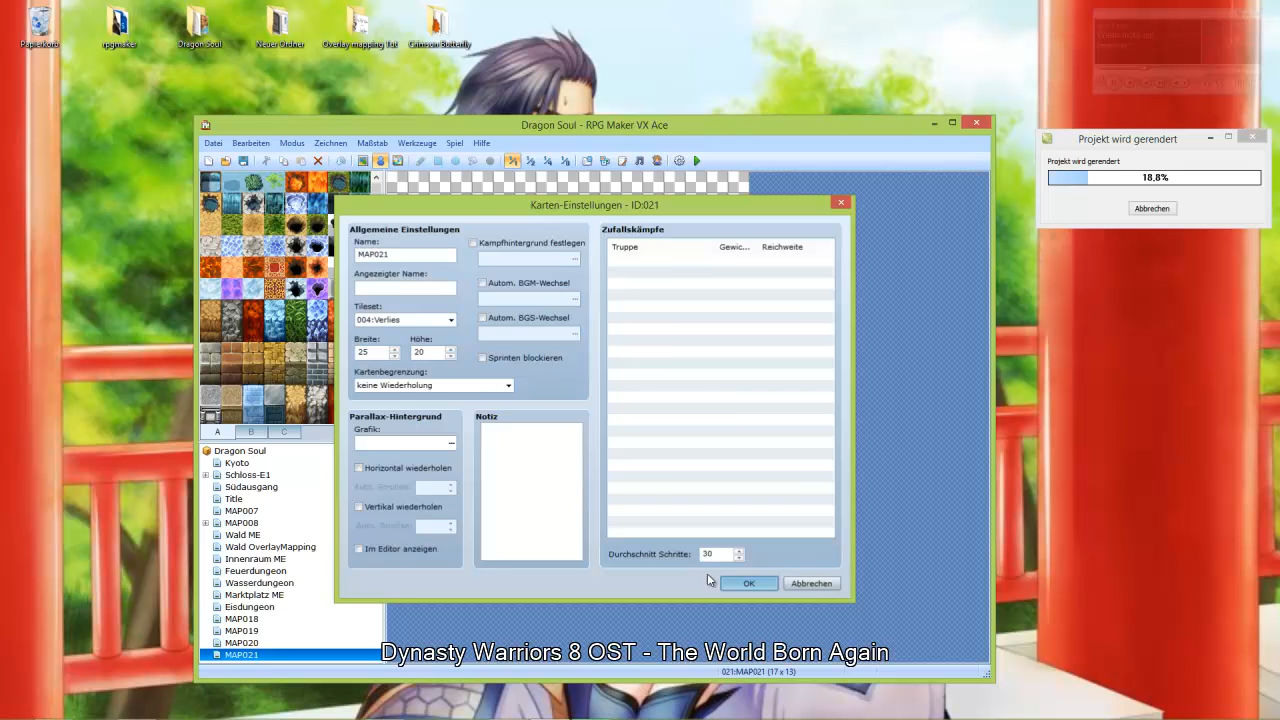 Papierkorb
rpgmaker
Dragon Soul
Neuer Ordner
Overlay mapping Tut
Crimson Butterfly
Dragon Soul - RPG Maker VX Ace
Datei Bearbeiten Modus Zeichnen Maßstab Werkzeuge Spiel Hilfe
Projekt wird gerendert
Projekt wird gerendert
18,8%
Abbrechen
Karten-Einstellungen - ID:021
Allgemeine Einstellungen
Name:
MAP021
Angezeigter Name:
Tileset:
004:Verlies
Breite: Höhe:
25 20
Kartenbegrenzung:
keine Wiederholung
Kampfhintergrund festlegen
...
Autom. BGM-Wechsel
...
Autom. BGS-Wechsel
...
Sprinten blockieren
Parallax-Hintergrund
Grafik:
...
Horizontal wiederholen
Auto. Scrollen:
Vertikal wiederholen
Auto. Scrollen:
Im Editor anzeigen
Notiz
Zufallskämpfe
Truppe Gewic... Reichweite
Durchschnitt Schritte: 30
OK Abbrechen
A B C
Dragon Soul
Kyoto
Schloss-E1
Südausgang
Title
MAP007
MAP008
Wald ME
Wald OverlayMapping
Innenraum ME
Feuerdungeon
Wasserdungeon
Marktplatz ME
Eisdungeon
MAP018
MAP019
MAP020
MAP021
Dynasty Warriors 8 OST - The World Born Again
021:MAP021 (17 x 13)